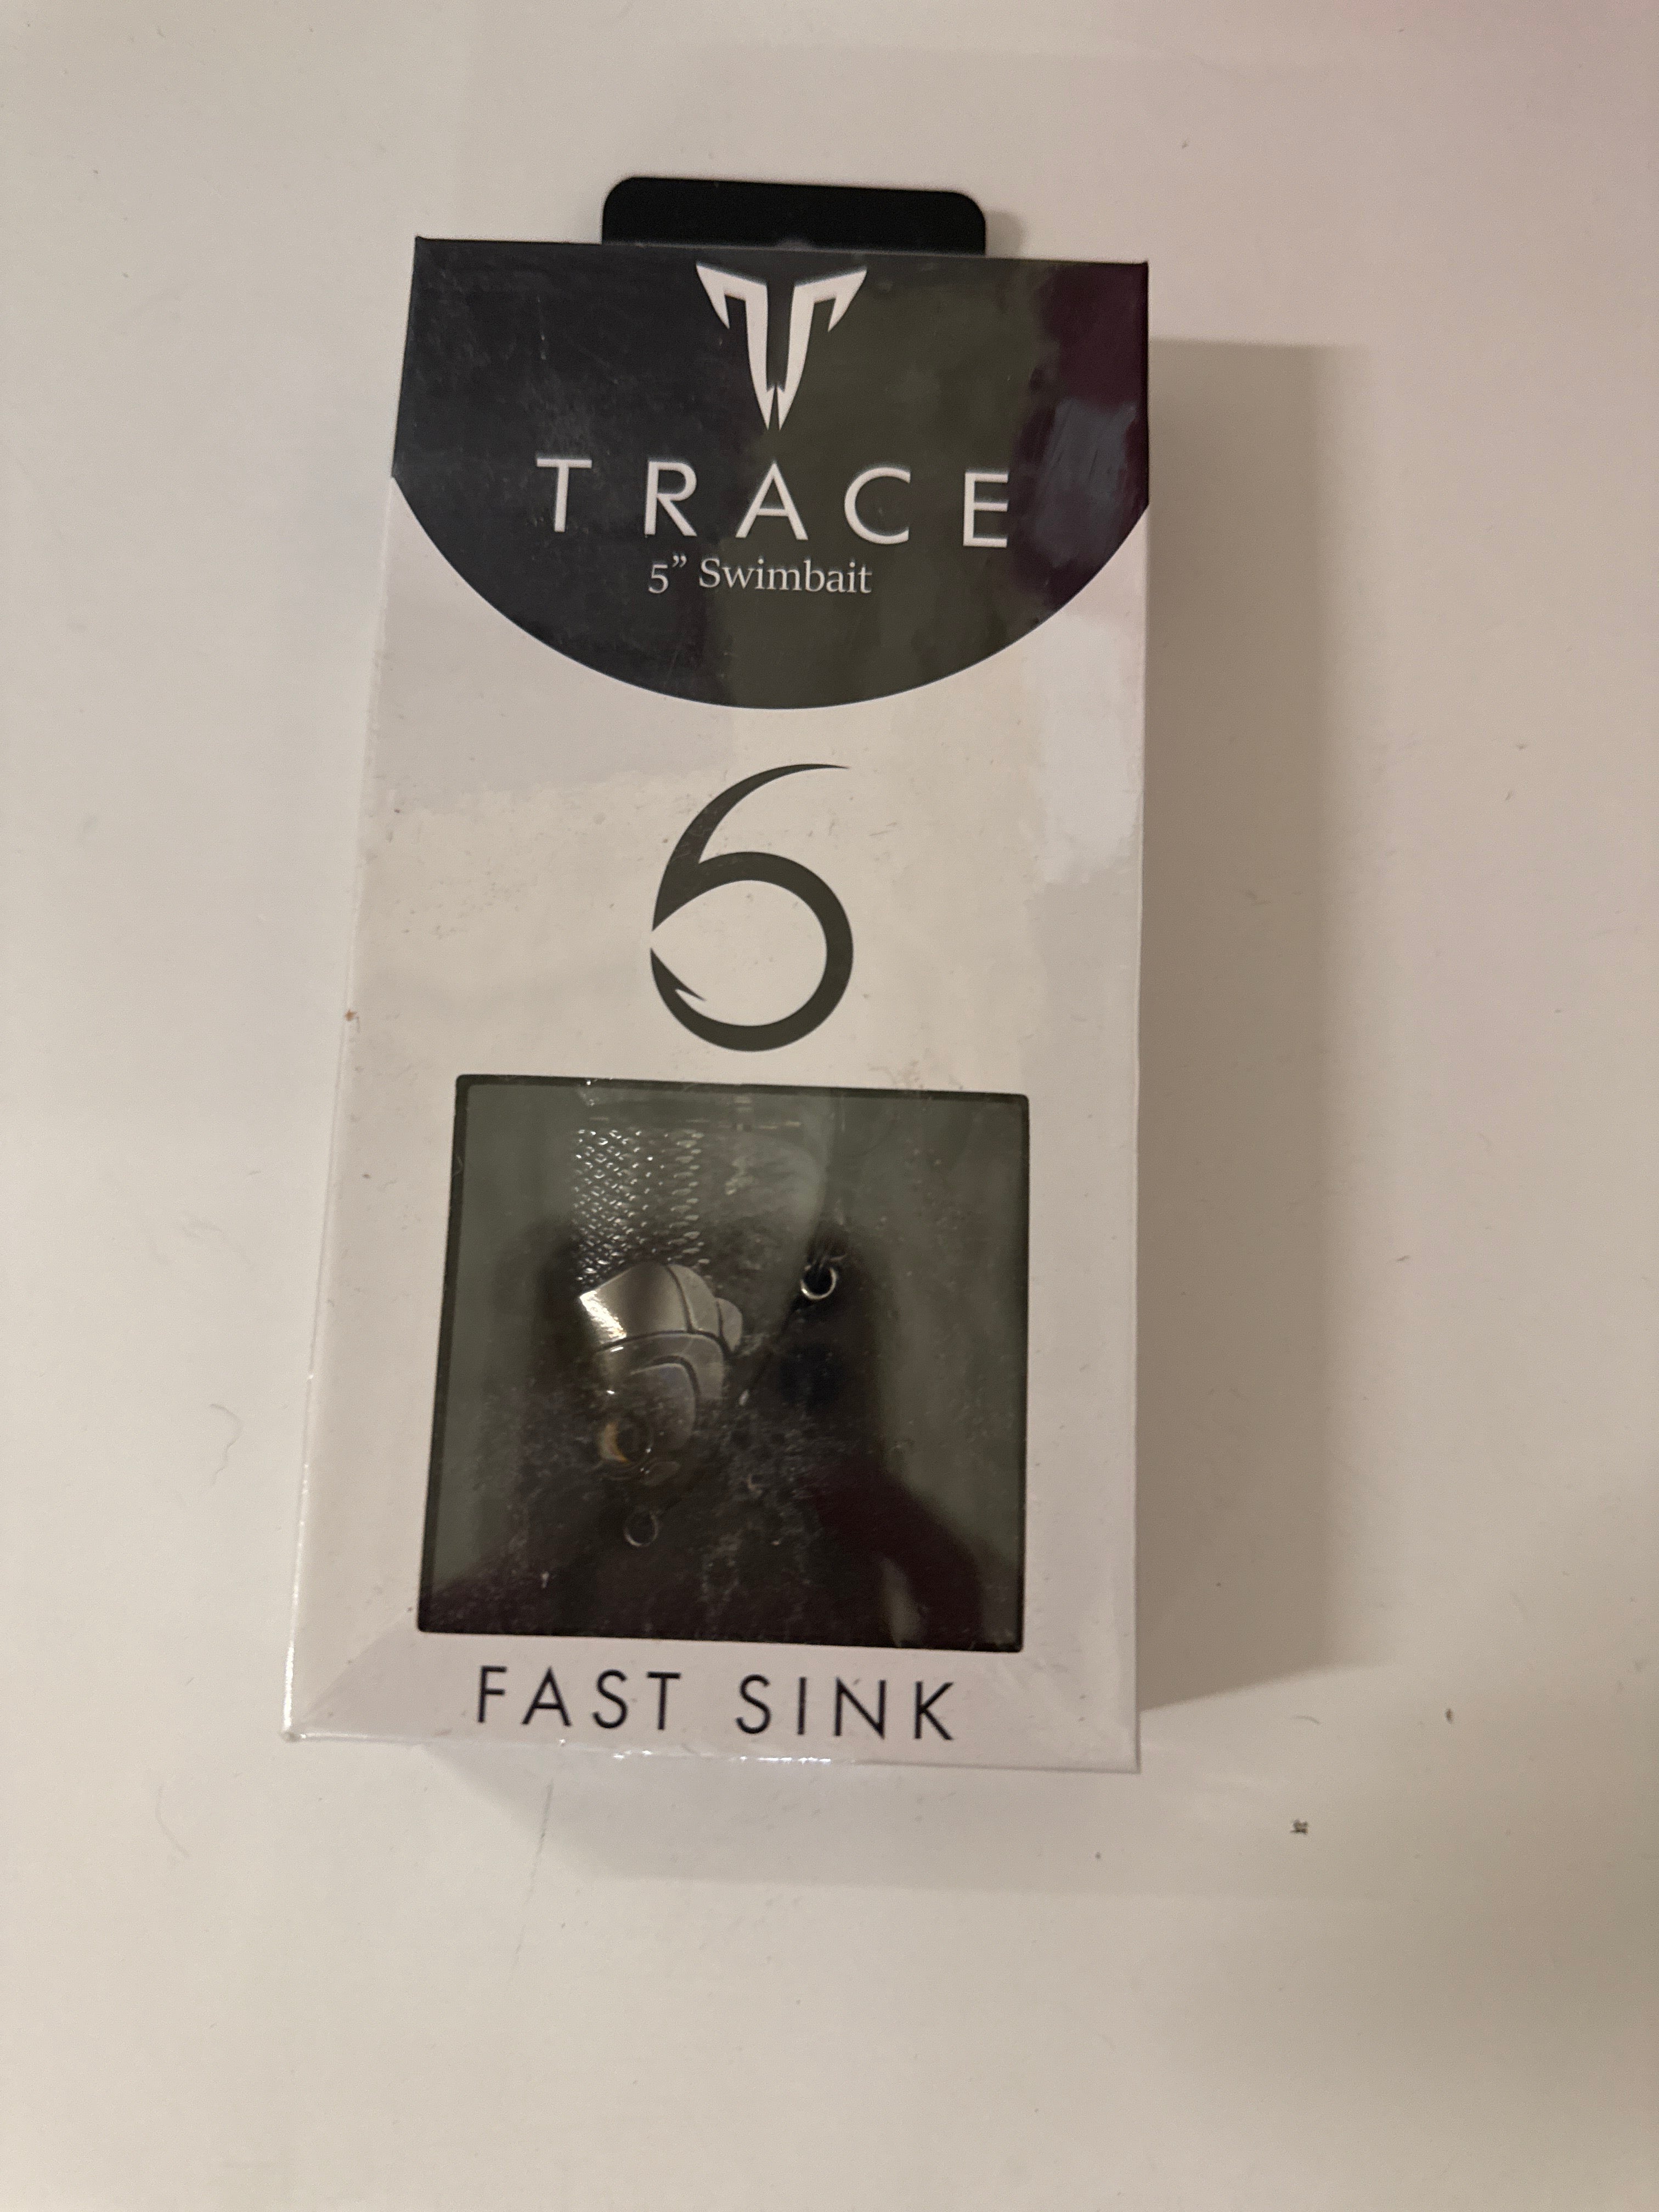 TRACE
5” Swimbait
6
FAST SINK